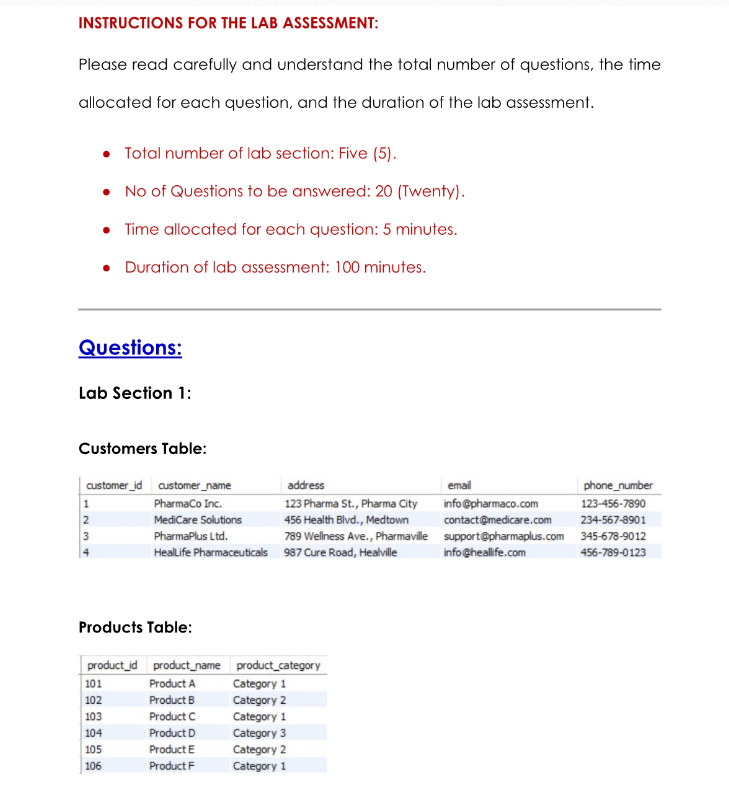 INSTRUCTIONS FOR THE LAB ASSESSMENT:
Please read carefully and understand the total number of questions, the time
allocated for each question, and the duration of the lab assessment.
• Total number of lab section: Five (5).
• No of Questions to be answered: 20 (Twenty).
• Time allocated for each question: 5 minutes.
• Duration of lab assessment: 100 minutes.
Questions:
Lab Section 1:
Customers Table:
customer_id customer_name address email phone_number
1 PharmaCo Inc. 123 Pharma St., Pharma City info@pharmaco.com 123-456-7890
2 MediCare Solutions 456 Health Blvd., Medtown contact@medicare.com 234-567-8901
3 PharmaPlus Ltd. 789 Wellness Ave., Pharmaville support@pharmaplus.com 345-678-9012
4 HealLife Pharmaceuticals 987 Cure Road, Healville info@heallife.com 456-789-0123
Products Table:
product_id product_name product_category
101 Product A Category 1
102 Product B Category 2
103 Product C Category 1
104 Product D Category 3
105 Product E Category 2
106 Product F Category 1